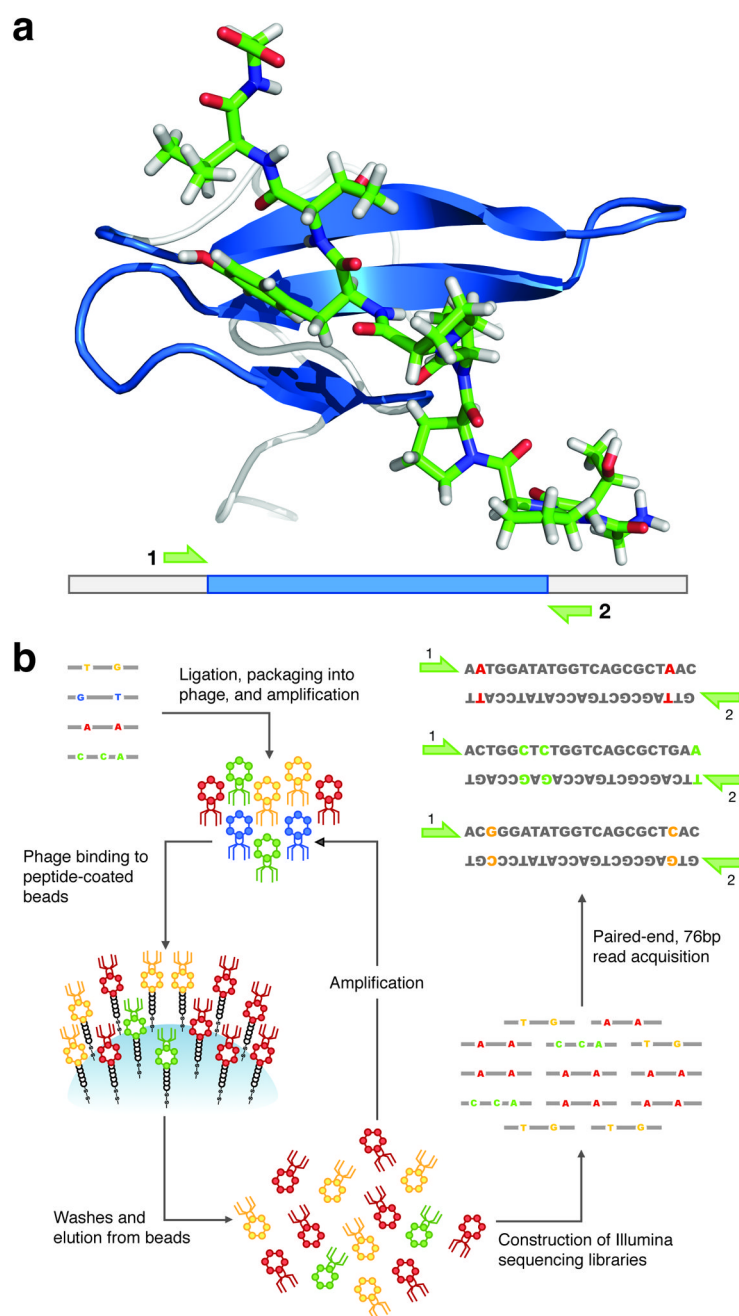 a
1
2
b
T G
G T
A A
C C A
Ligation, packaging into
phage, and amplification
Phage binding to
peptide-coated
beads
Amplification
Washes and
elution from beads
Construction of Illumina
sequencing libraries
T G A A
A A C C A T G
A A A A A A
C C A A A A A
T G T G
Paired-end, 76bp
read acquisition
1
AATGGATATGGTCAGCGCTAAC
GTTAGCGCTGACCATATCCATT
2
1
ACTGGCTCTGGTCAGCGCTGAA
TTCAGCGCTGACCAGAGCCAGT
2
1
ACGGGATATGGTCAGCGCTCAC
GTGAGCGCTGACCATATCCCGT
2